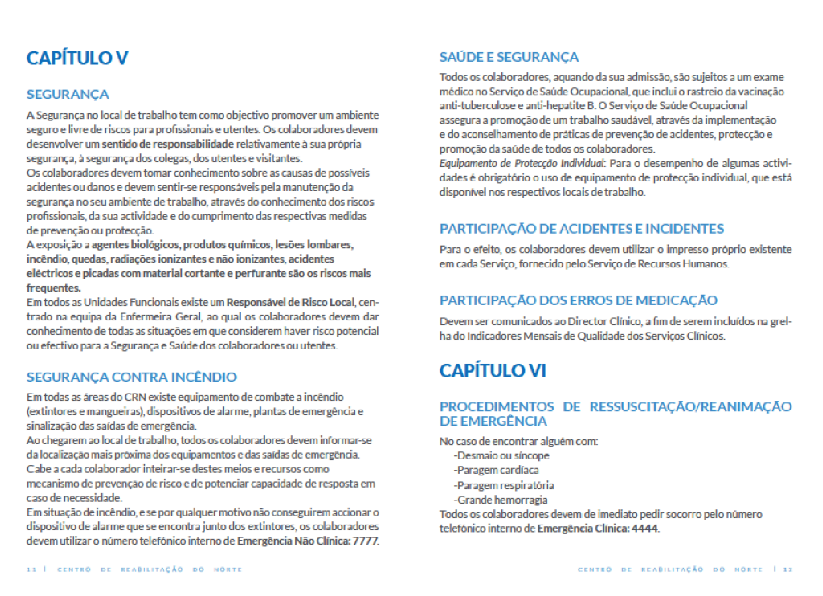 CAPÍTULO V
SEGURANÇA
A Segurança no local de trabalho tem como objectivo promover um ambiente
seguro e livre de riscos para profissionais e utentes. Os colaboradores devem
desenvolver um sentido de responsabilidade relativamente à sua própria
segurança, à segurança dos colegas, dos utentes e visitantes.
Os colaboradores devem tomar conhecimento sobre as causas de possíveis
acidentes ou danos e devem sentir-se responsáveis pela manutenção da
segurança no seu ambiente de trabalho, através do conhecimento dos riscos
profissionais, da sua actividade e do cumprimento das respectivas medidas
de prevenção ou protecção.
A exposição a agentes biológicos, produtos químicos, lesões lombares,
incêndio, quedas, radiações ionizantes e não ionizantes, acidentes
eléctricos e picadas com material cortante e perfurante são os riscos mais
frequentes.
Em todos as Unidades Funcionais existe um Responsável de Risco Local, cen-
trado na equipa da Enfermeira Geral, ao qual os colaboradores devem dar
conhecimento de todas as situações em que considerem haver risco potencial
ou efectivo para a Segurança e Saúde dos colaboradores ou utentes.
SEGURANÇA CONTRA INCÊNDIO
Em todas as áreas do CRN existe equipamento de combate a incêndio
(extintores e mangueiras), dispositivos de alarme, plantas de emergência e
sinalização das saídas de emergência.
Ao chegarem ao local de trabalho, todos os colaboradores devem informar-se
da localização mais próxima dos equipamentos e das saídas de emergência.
Cabe a cada colaborador inteirar-se destes meios e recursos como
mecanismo de prevenção de risco e de potenciar capacidade de resposta em
caso de necessidade.
Em situação de incêndio, e se por qualquer motivo não conseguirem accionar o
dispositivo de alarme que se encontra junto dos extintores, os colaboradores
devem utilizar o número telefónico interno de Emergência Não Clínica: 7777.
| CENTRO DE REABILITAÇÃO DO NORTE
SAÚDE E SEGURANÇA
Todos os colaboradores, aquando da sua admissão, são sujeitos a um exame
médico no Serviço de Saúde Ocupacional, que inclui o rastreio da vacinação
anti-tuberculose e anti-hepatite B. O Serviço de Saúde Ocupacional
assegura a promoção de um trabalho saudável, através da implementação
e do aconselhamento de práticas de prevenção de acidentes, protecção e
promoção da saúde de todos os colaboradores.
Equipamento de Protecção Individual: Para o desempenho de algumas activi-
dades é obrigatório o uso de equipamento de protecção individual, que está
disponível nos respectivos locais de trabalho.
PARTICIPAÇÃO DE ACIDENTES E INCIDENTES
Para o efeito, os colaboradores devem utilizar o impresso próprio existente
em cada Serviço, fornecido pelo Serviço de Recursos Humanos.
PARTICIPAÇÃO DOS ERROS DE MEDICAÇÃO
Devem ser comunicados ao Director Clínico, a fim de serem incluídos na grel-
ha do Indicadores Mensais de Qualidade dos Serviços Clínicos.
CAPÍTULO VI
PROCEDIMENTOS DE RESSUSCITAÇÃO/REANIMAÇÃO
DE EMERGÊNCIA
No caso de encontrar alguém com:
-Desmaio ou síncope
-Paragem cardíaca
-Paragem respiratória
-Grande hemorragia
Todos os colaboradores devem de imediato pedir socorro pelo número
telefónico interno de Emergência Clínica: 4444.
CENTRO DE REABILITAÇÃO DO NORTE |